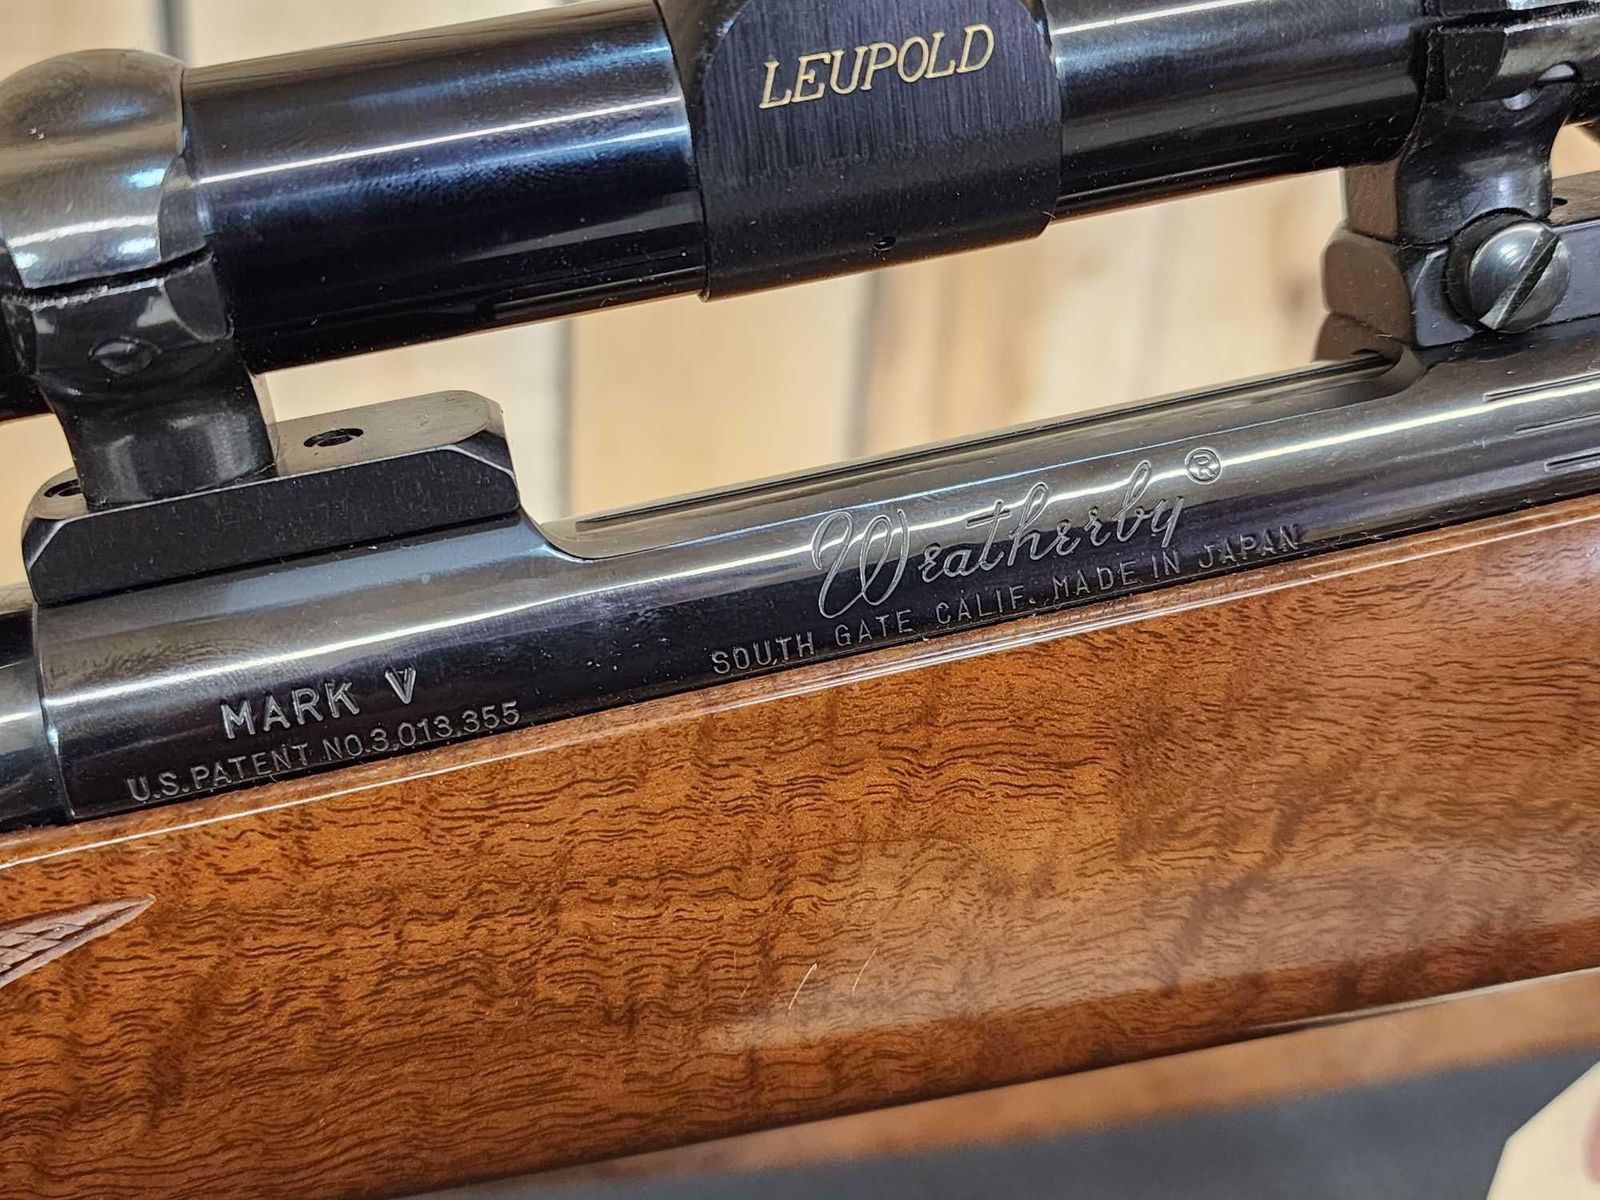 LEUPOLD
Weatherby®
SOUTH GATE CALIF. MADE IN JAPAN
MARK V
U.S. PATENT NO. 3,013,355